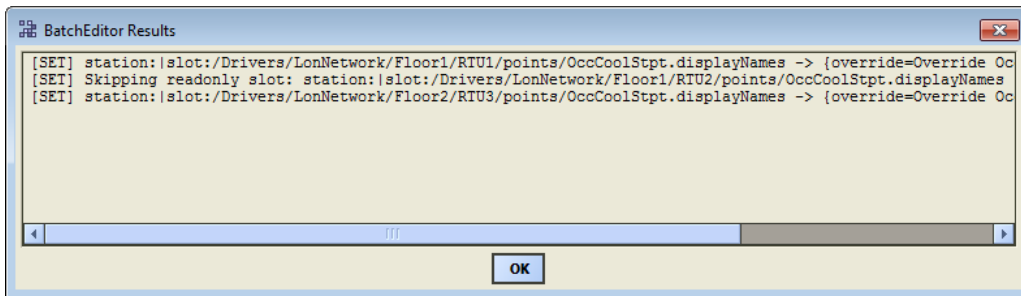 BatchEditor Results
[SET] station:|slot:/Drivers/LonNetwork/Floor1/RTU1/points/OccCoolStpt.displayNames -> {override=Override Oc
[SET] Skipping readonly slot: station:|slot:/Drivers/LonNetwork/Floor1/RTU2/points/OccCoolStpt.displayNames
[SET] station:|slot:/Drivers/LonNetwork/Floor2/RTU3/points/OccCoolStpt.displayNames -> {override=Override Oc
OK